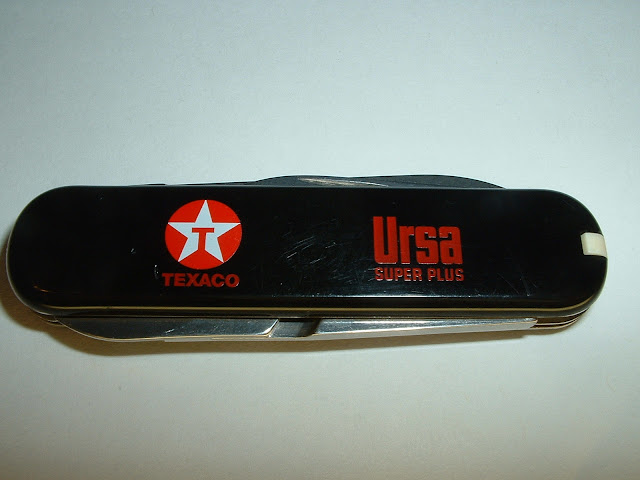 T
TEXACO
Ursa
SUPER PLUS